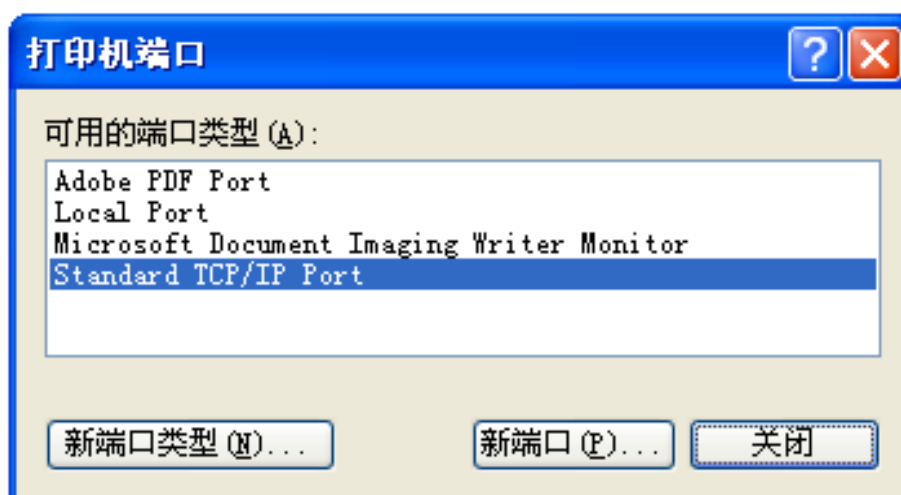 打印机端口
可用的端口类型(A):
Adobe PDF Port
Local Port
Microsoft Document Imaging Writer Monitor
Standard TCP/IP Port
新端口类型(N)... 新端口(P)... 关闭